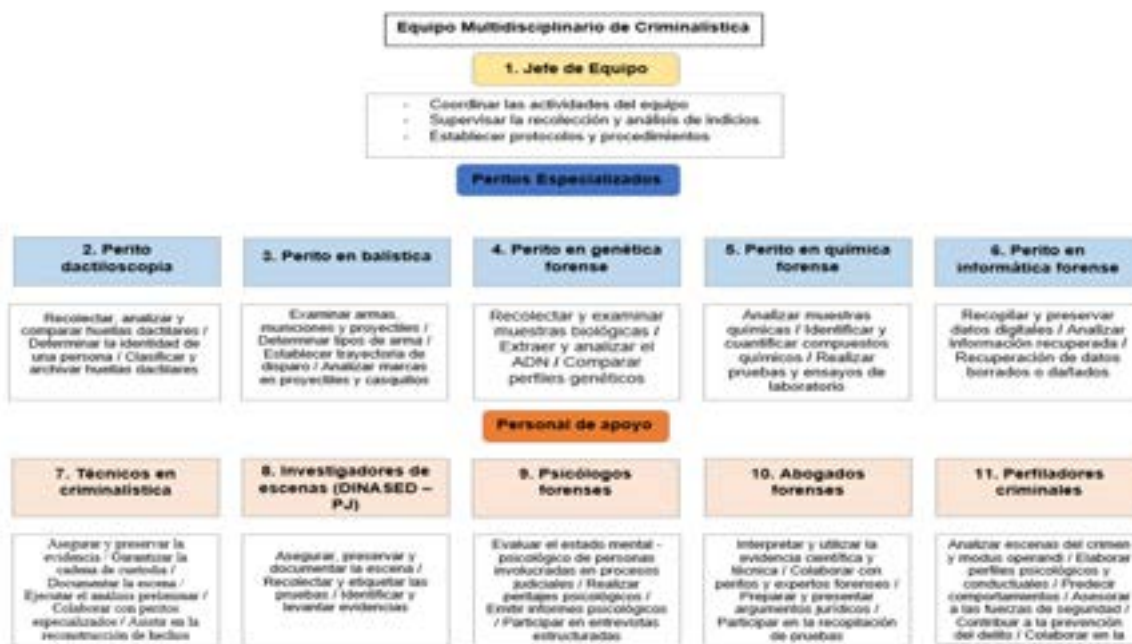 Equipo Multidisciplinario de Criminalística
1. Jefe de Equipo
- Coordinar las actividades del equipo
- Supervisar la recolección y análisis de indicios
- Establecer protocolos y procedimientos
Peritos Especializados
2. Perito
dactiloscopia
3. Perito en balística
4. Perito en genética
forense
5. Perito en química
forense
6. Perito en
informática forense
Recolectar, analizar y
comparar huellas dactilares /
Determinar la identidad de
una persona / Clasificar y
archivar huellas dactilares
Examinar armas,
municiones y proyectiles /
Determinar tipos de arma /
Establecer trayectoria de
disparo / Analizar marcas
en proyectiles y casquillos
Recolectar y examinar
muestras biológicas /
Extraer y analizar el
ADN / Comparar
perfiles genéticos
Analizar muestras
químicas / Identificar y
cuantificar compuestos
químicos / Realizar
pruebas y ensayos de
laboratorio
Recopilar y preservar
datos digitales / Analizar
información recuperada /
Recuperación de datos
borrados o dañados
Personal de apoyo
7. Técnicos en
criminalística
8. Investigadores de
escenas (DINASED –
PJ)
9. Psicólogos
forenses
10. Abogados
forenses
11. Perfiladores
criminales
Asegurar y preservar la
evidencia / Garantizar la
cadena de custodia /
Documentar la escena /
Ejecutar el análisis preliminar /
Colaborar con peritos
especializados / Asistir en la
reconstrucción de hechos
Asegurar, preservar y
documentar la escena /
Recolectar y etiquetar las
pruebas / Identificar y
levantar evidencias
Evaluar el estado mental -
psicológico de personas
involucradas en procesos
judiciales / Realizar
peritajes psicológicos /
Emitir informes psicológicos
/ Participar en entrevistas
estructuradas
Interpretar y utilizar la
evidencia científica y
técnica / Colaborar con
peritos y expertos forenses /
Preparar y presentar
argumentos jurídicos /
Participar en la recopilación
de pruebas
Analizar escenas del crimen
y modus operandi / Elaborar
perfiles psicológicos y
conductuales / Predecir
comportamientos / Asesorar
a las fuerzas de seguridad /
Contribuir a la prevención
del delito / Colaborar en la